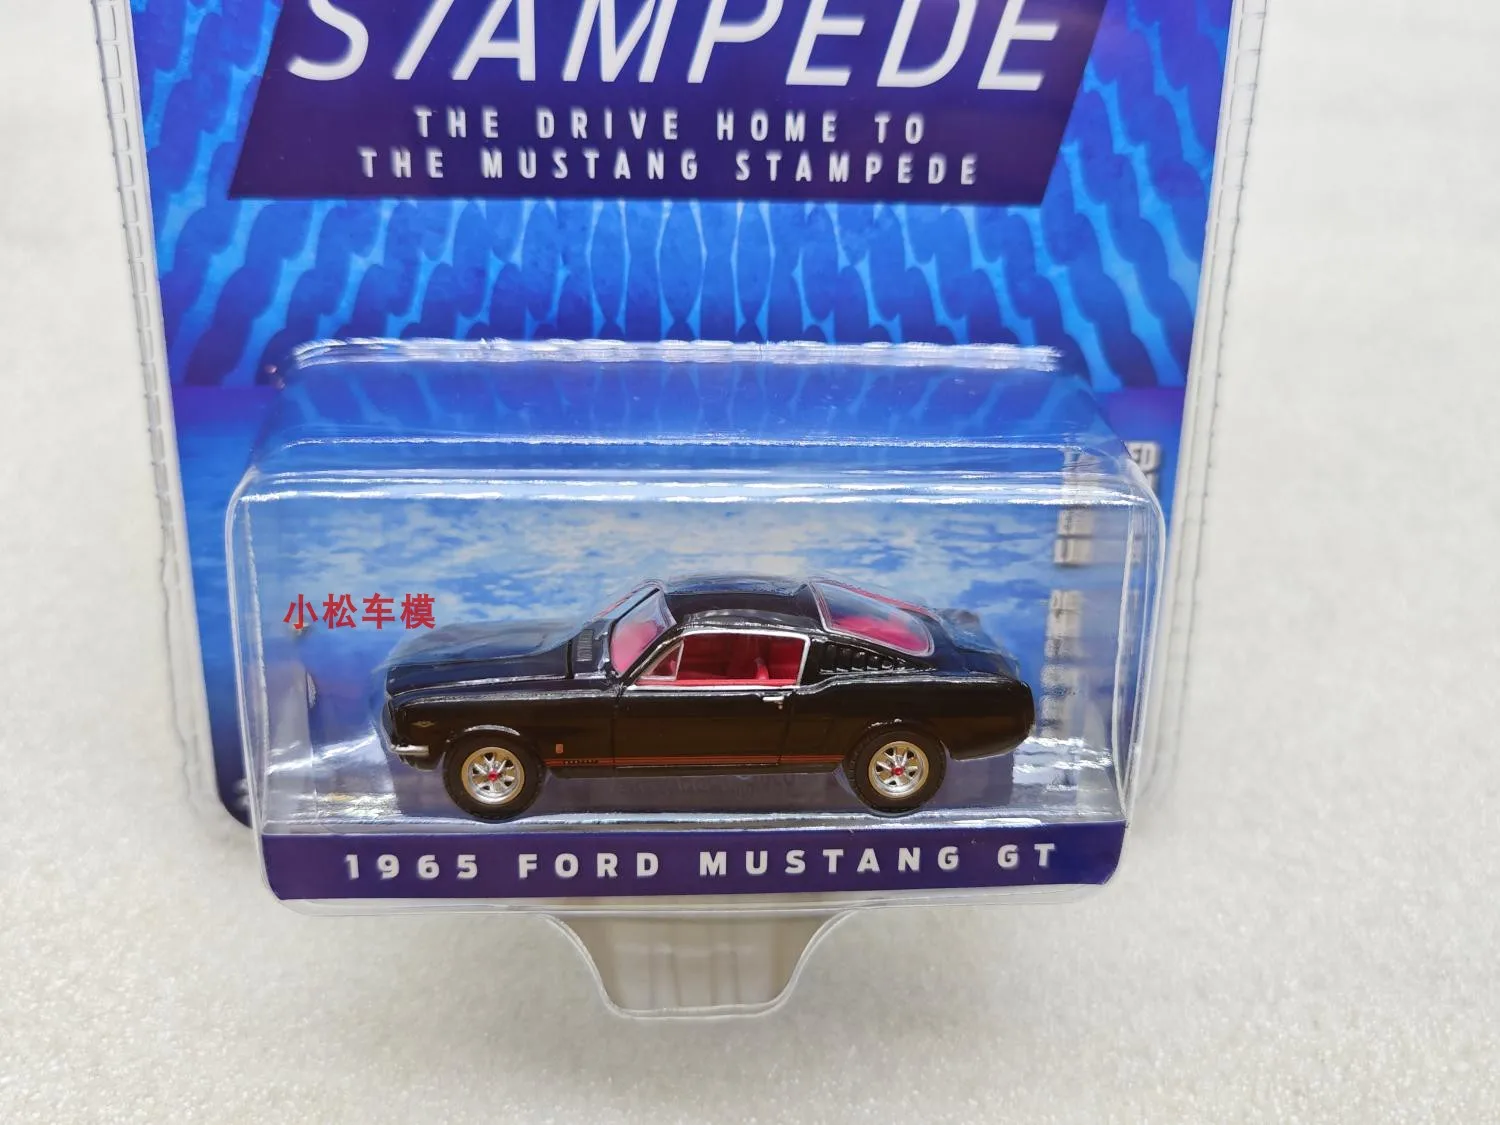 STAMPEDE
THE DRIVE HOME TO
THE MUSTANG STAMPEDE
小松车模
1965 FORD MUSTANG GT